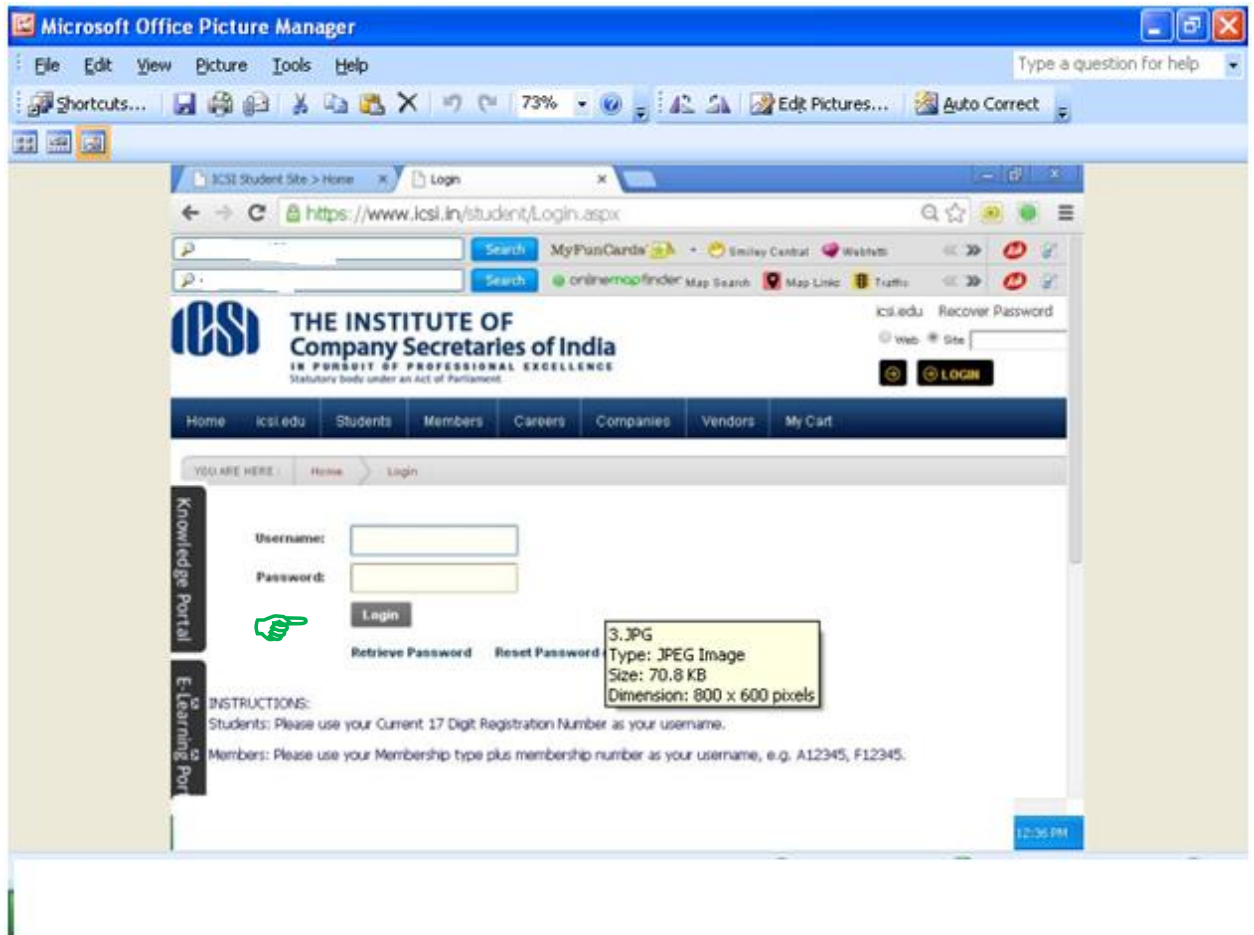 Microsoft Office Picture Manager
File Edit View Picture Tools Help Type a question for help
Shortcuts... 73% Edit Pictures... Auto Correct
ICSI Student Site > Home Login
https://www.icsi.in/student/Login.aspx
Search MyFunCards Smiley Central Webfetti
Search onlinemapfinder Map Search Map Links Traffic
icsi.edu Recover Password
Web Site
LOGIN
ICSI
THE INSTITUTE OF
Company Secretaries of India
IN PURSUIT OF PROFESSIONAL EXCELLENCE
Statutory body under an Act of Parliament
Home icsi.edu Students Members Careers Companies Vendors My Cart
YOU ARE HERE : Home Login
Knowledge Portal
Username:
Password:
Login
Retrieve Password Reset Password
3.JPG
Type: JPEG Image
Size: 70.8 KB
Dimension: 800 x 600 pixels
E-Learning Por
INSTRUCTIONS:
Students: Please use your Current 17 Digit Registration Number as your username.
Members: Please use your Membership type plus membership number as your username, e.g. A12345, F12345.
12:36 PM